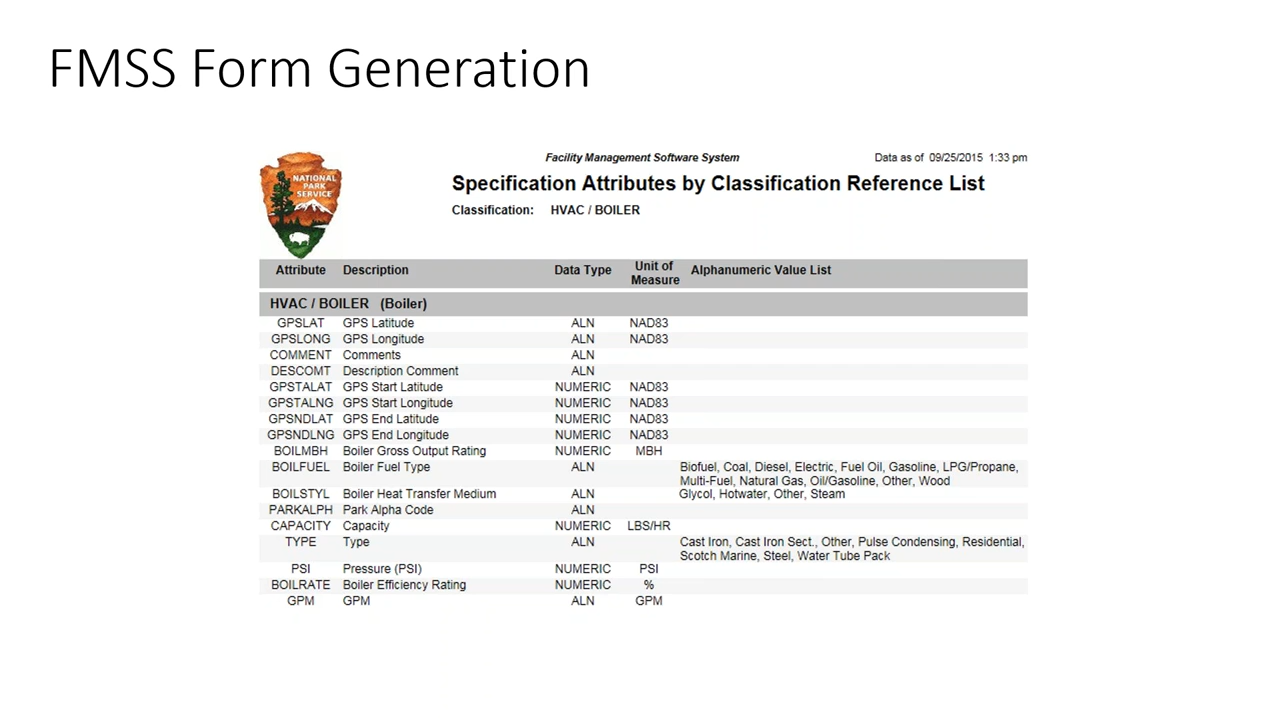 FMSS Form Generation
NATIONAL
PARK
SERVICE
Facility Management Software System Data as of 09/25/2015 1:33 pm
Specification Attributes by Classification Reference List
Classification: HVAC / BOILER
Attribute Description Data Type Unit of Measure Alphanumeric Value List
HVAC / BOILER (Boiler)
GPSLAT GPS Latitude ALN NAD83
GPSLONG GPS Longitude ALN NAD83
COMMENT Comments ALN
DESCOMT Description Comment ALN
GPSTALAT GPS Start Latitude NUMERIC NAD83
GPSTALNG GPS Start Longitude NUMERIC NAD83
GPSNDLAT GPS End Latitude NUMERIC NAD83
GPSNDLNG GPS End Longitude NUMERIC NAD83
BOILMBH Boiler Gross Output Rating NUMERIC MBH
BOILFUEL Boiler Fuel Type ALN Biofuel, Coal, Diesel, Electric, Fuel Oil, Gasoline, LPG/Propane,
Multi-Fuel, Natural Gas, Oil/Gasoline, Other, Wood
BOILSTYL Boiler Heat Transfer Medium ALN Glycol, Hotwater, Other, Steam
PARKALPH Park Alpha Code ALN
CAPACITY Capacity NUMERIC LBS/HR
TYPE Type ALN Cast Iron, Cast Iron Sect., Other, Pulse Condensing, Residential,
Scotch Marine, Steel, Water Tube Pack
PSI Pressure (PSI) NUMERIC PSI
BOILRATE Boiler Efficiency Rating NUMERIC %
GPM GPM ALN GPM